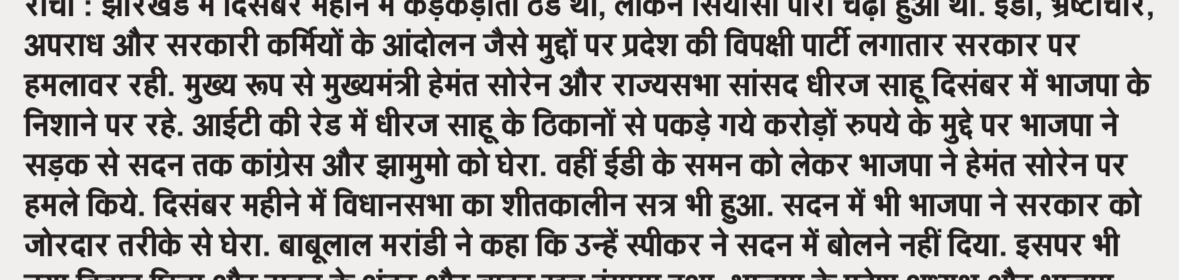 रांची : झारखंड में दिसंबर महीने में कड़कड़ाती ठंड थी, लेकिन सियासी पारा चढ़ा हुआ था. ईडी, भ्रष्टाचार,
अपराध और सरकारी कर्मियों के आंदोलन जैसे मुद्दों पर प्रदेश की विपक्षी पार्टी लगातार सरकार पर
हमलावर रही. मुख्य रूप से मुख्यमंत्री हेमंत सोरेन और राज्यसभा सांसद धीरज साहू दिसंबर में भाजपा के
निशाने पर रहे. आईटी की रेड में धीरज साहू के ठिकानों से पकड़े गये करोड़ों रुपये के मुद्दे पर भाजपा ने
सड़क से सदन तक कांग्रेस और झामुमो को घेरा. वहीं ईडी के समन को लेकर भाजपा ने हेमंत सोरेन पर
हमले किये. दिसंबर महीने में विधानसभा का शीतकालीन सत्र भी हुआ. सदन में भी भाजपा ने सरकार को
जोरदार तरीके से घेरा. बाबूलाल मरांडी ने कहा कि उन्हें स्पीकर ने सदन में बोलने नहीं दिया. इसपर भी